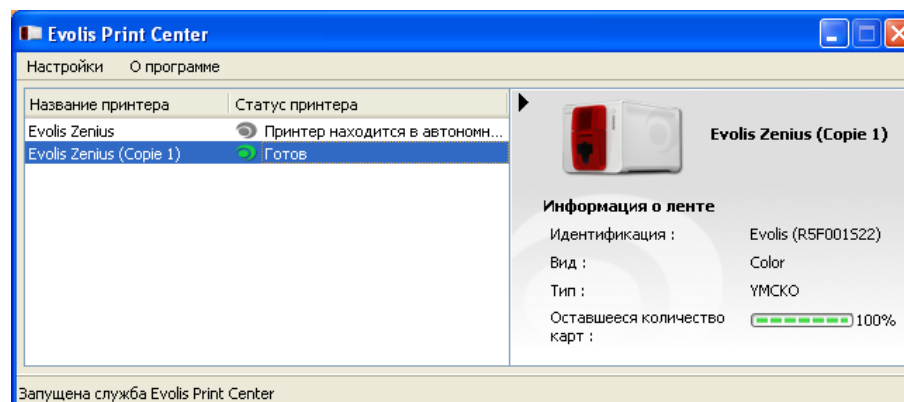 Evolis Print Center
Настройки О программе
Название принтера Статус принтера
Evolis Zenius Принтер находится в автономн...
Evolis Zenius (Copie 1) Готов
Evolis Zenius (Copie 1)
Информация о ленте
Идентификация : Evolis (R5F001S22)
Вид : Color
Тип : YMCKO
Оставшееся количество карт : 100%
Запущена служба Evolis Print Center